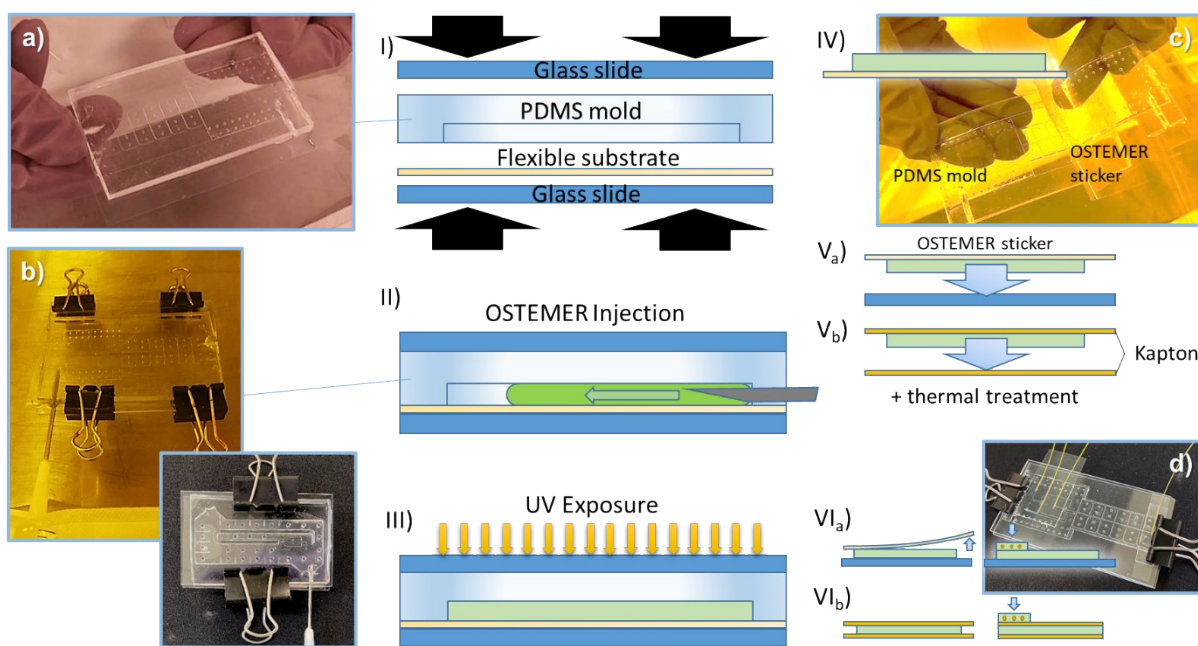 a)
I)
Glass slide
PDMS mold
Flexible substrate
Glass slide
IV)
c)
PDMS mold
OSTEMER
sticker
b)
II)
OSTEMER Injection
Va)
OSTEMER sticker
Vb)
Kapton
+ thermal treatment
III)
UV Exposure
d)
VIa)
VIb)